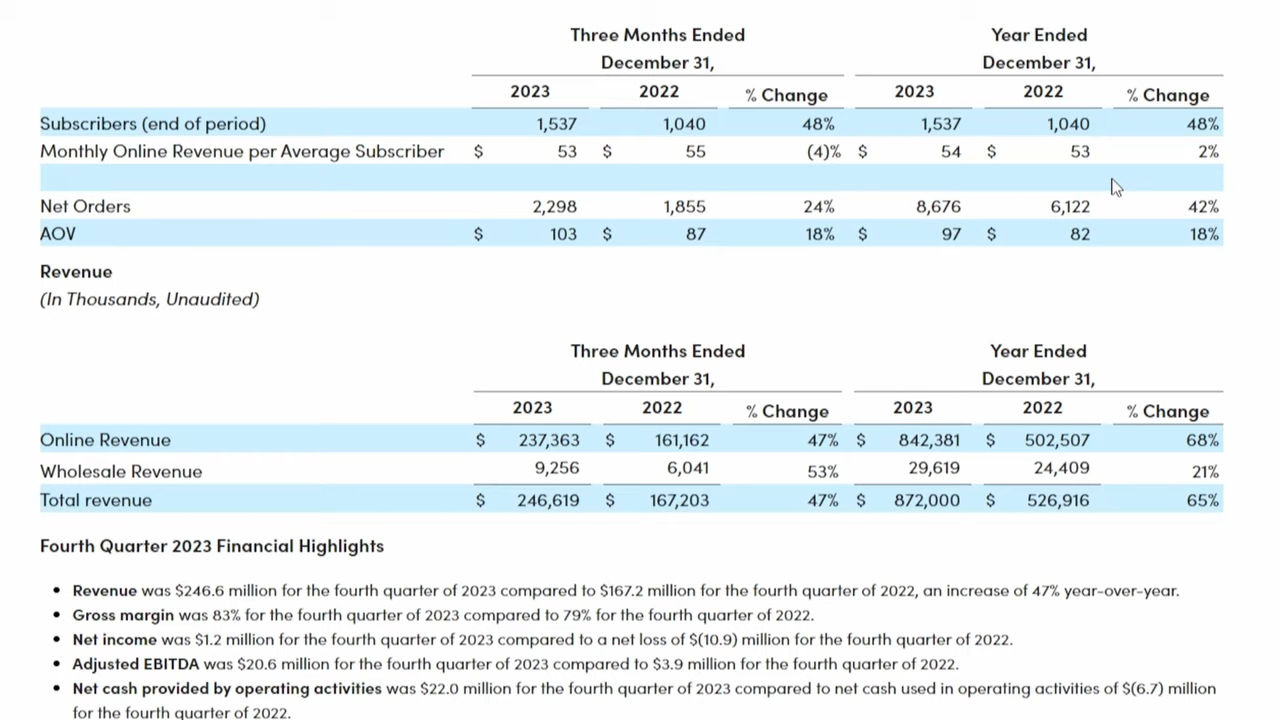 Three Months Ended Year Ended
December 31, December 31,
2023 2022 % Change 2023 2022 % Change
Subscribers (end of period) 1,537 1,040 48% 1,537 1,040 48%
Monthly Online Revenue per Average Subscriber $ 53 $ 55 (4)% $ 54 $ 53 2%
Net Orders 2,298 1,855 24% 8,676 6,122 42%
AOV $ 103 $ 87 18% $ 97 $ 82 18%
Revenue
(In Thousands, Unaudited)
Three Months Ended Year Ended
December 31, December 31,
2023 2022 % Change 2023 2022 % Change
Online Revenue $ 237,363 $ 161,162 47% $ 842,381 $ 502,507 68%
Wholesale Revenue 9,256 6,041 53% 29,619 24,409 21%
Total revenue $ 246,619 $ 167,203 47% $ 872,000 $ 526,916 65%
Fourth Quarter 2023 Financial Highlights
• Revenue was $246.6 million for the fourth quarter of 2023 compared to $167.2 million for the fourth quarter of 2022, an increase of 47% year-over-year.
• Gross margin was 83% for the fourth quarter of 2023 compared to 79% for the fourth quarter of 2022.
• Net income was $1.2 million for the fourth quarter of 2023 compared to a net loss of $(10.9) million for the fourth quarter of 2022.
• Adjusted EBITDA was $20.6 million for the fourth quarter of 2023 compared to $3.9 million for the fourth quarter of 2022.
• Net cash provided by operating activities was $22.0 million for the fourth quarter of 2023 compared to net cash used in operating activities of $(6.7) million
for the fourth quarter of 2022.